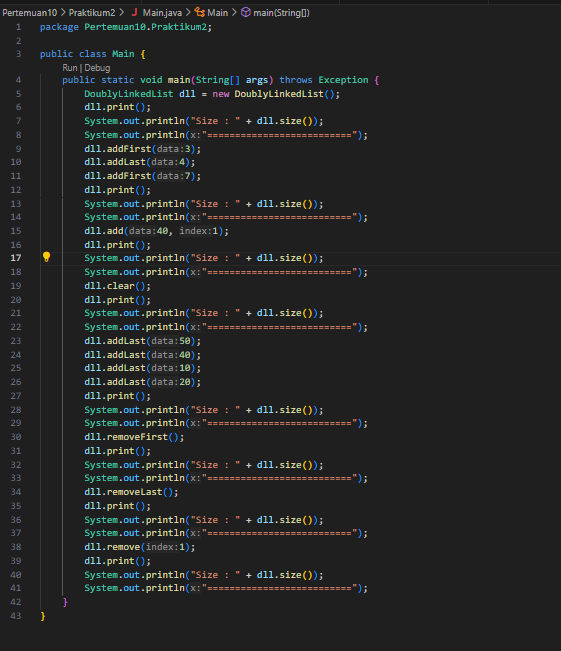 Pertemuan10 > Praktikum2 > J Main.java > Main > main(String[])
1 package Pertemuan10.Praktikum2;
2
3 public class Main {
Run | Debug
4 public static void main(String[] args) throws Exception {
5 DoublyLinkedList dll = new DoublyLinkedList();
6 dll.print();
7 System.out.println("Size : " + dll.size());
8 System.out.println(x:"==========================");
9 dll.addFirst(data:3);
10 dll.addLast(data:4);
11 dll.addFirst(data:7);
12 dll.print();
13 System.out.println("Size : " + dll.size());
14 System.out.println(x:"==========================");
15 dll.add(data:40, index:1);
16 dll.print();
17 System.out.println("Size : " + dll.size());
18 System.out.println(x:"==========================");
19 dll.clear();
20 dll.print();
21 System.out.println("Size : " + dll.size());
22 System.out.println(x:"==========================");
23 dll.addLast(data:50);
24 dll.addLast(data:40);
25 dll.addLast(data:10);
26 dll.addLast(data:20);
27 dll.print();
28 System.out.println("Size : " + dll.size());
29 System.out.println(x:"==========================");
30 dll.removeFirst();
31 dll.print();
32 System.out.println("Size : " + dll.size());
33 System.out.println(x:"==========================");
34 dll.removeLast();
35 dll.print();
36 System.out.println("Size : " + dll.size());
37 System.out.println(x:"==========================");
38 dll.remove(index:1);
39 dll.print();
40 System.out.println("Size : " + dll.size());
41 System.out.println(x:"==========================");
42 }
43 }